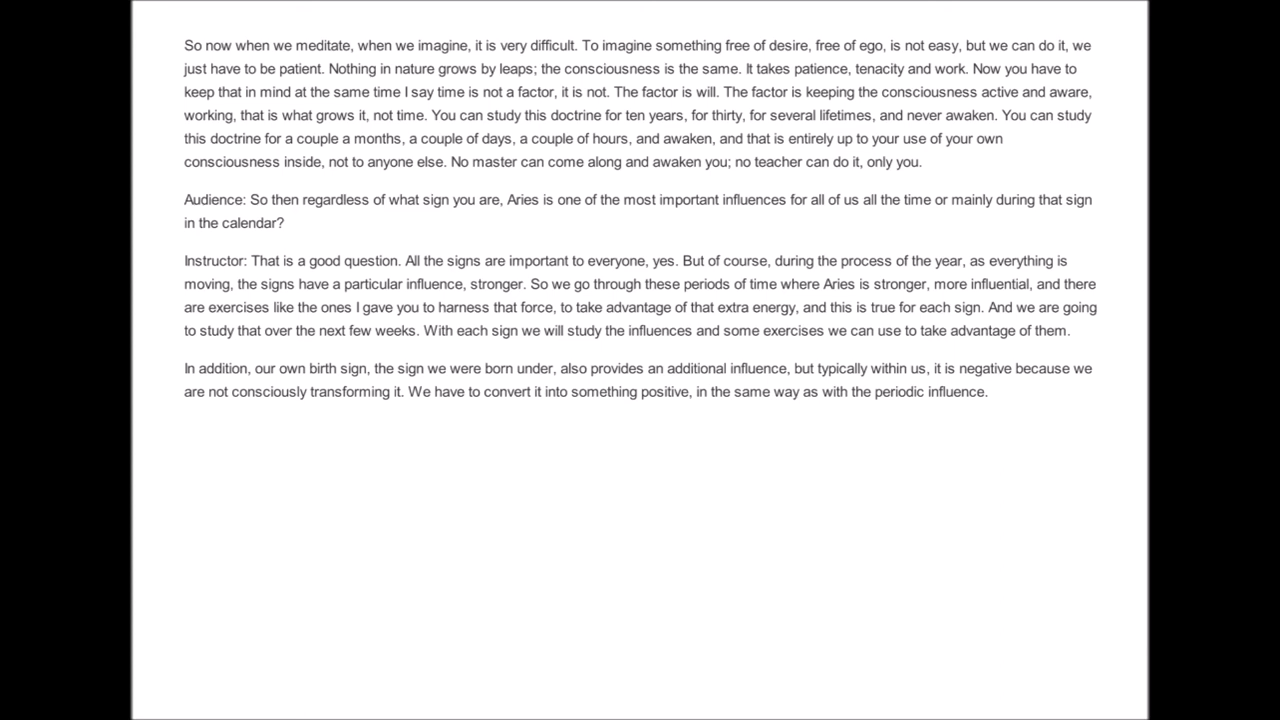 So now when we meditate, when we imagine, it is very difficult. To imagine something free of desire, free of ego, is not easy, but we can do it, we
just have to be patient. Nothing in nature grows by leaps; the consciousness is the same. It takes patience, tenacity and work. Now you have to
keep that in mind at the same time I say time is not a factor, it is not. The factor is will. The factor is keeping the consciousness active and aware,
working, that is what grows it, not time. You can study this doctrine for ten years, for thirty, for several lifetimes, and never awaken. You can study
this doctrine for a couple a months, a couple of days, a couple of hours, and awaken, and that is entirely up to your use of your own
consciousness inside, not to anyone else. No master can come along and awaken you; no teacher can do it, only you.
Audience: So then regardless of what sign you are, Aries is one of the most important influences for all of us all the time or mainly during that sign
in the calendar?
Instructor: That is a good question. All the signs are important to everyone, yes. But of course, during the process of the year, as everything is
moving, the signs have a particular influence, stronger. So we go through these periods of time where Aries is stronger, more influential, and there
are exercises like the ones I gave you to harness that force, to take advantage of that extra energy, and this is true for each sign. And we are going
to study that over the next few weeks. With each sign we will study the influences and some exercises we can use to take advantage of them.
In addition, our own birth sign, the sign we were born under, also provides an additional influence, but typically within us, it is negative because we
are not consciously transforming it. We have to convert it into something positive, in the same way as with the periodic influence.